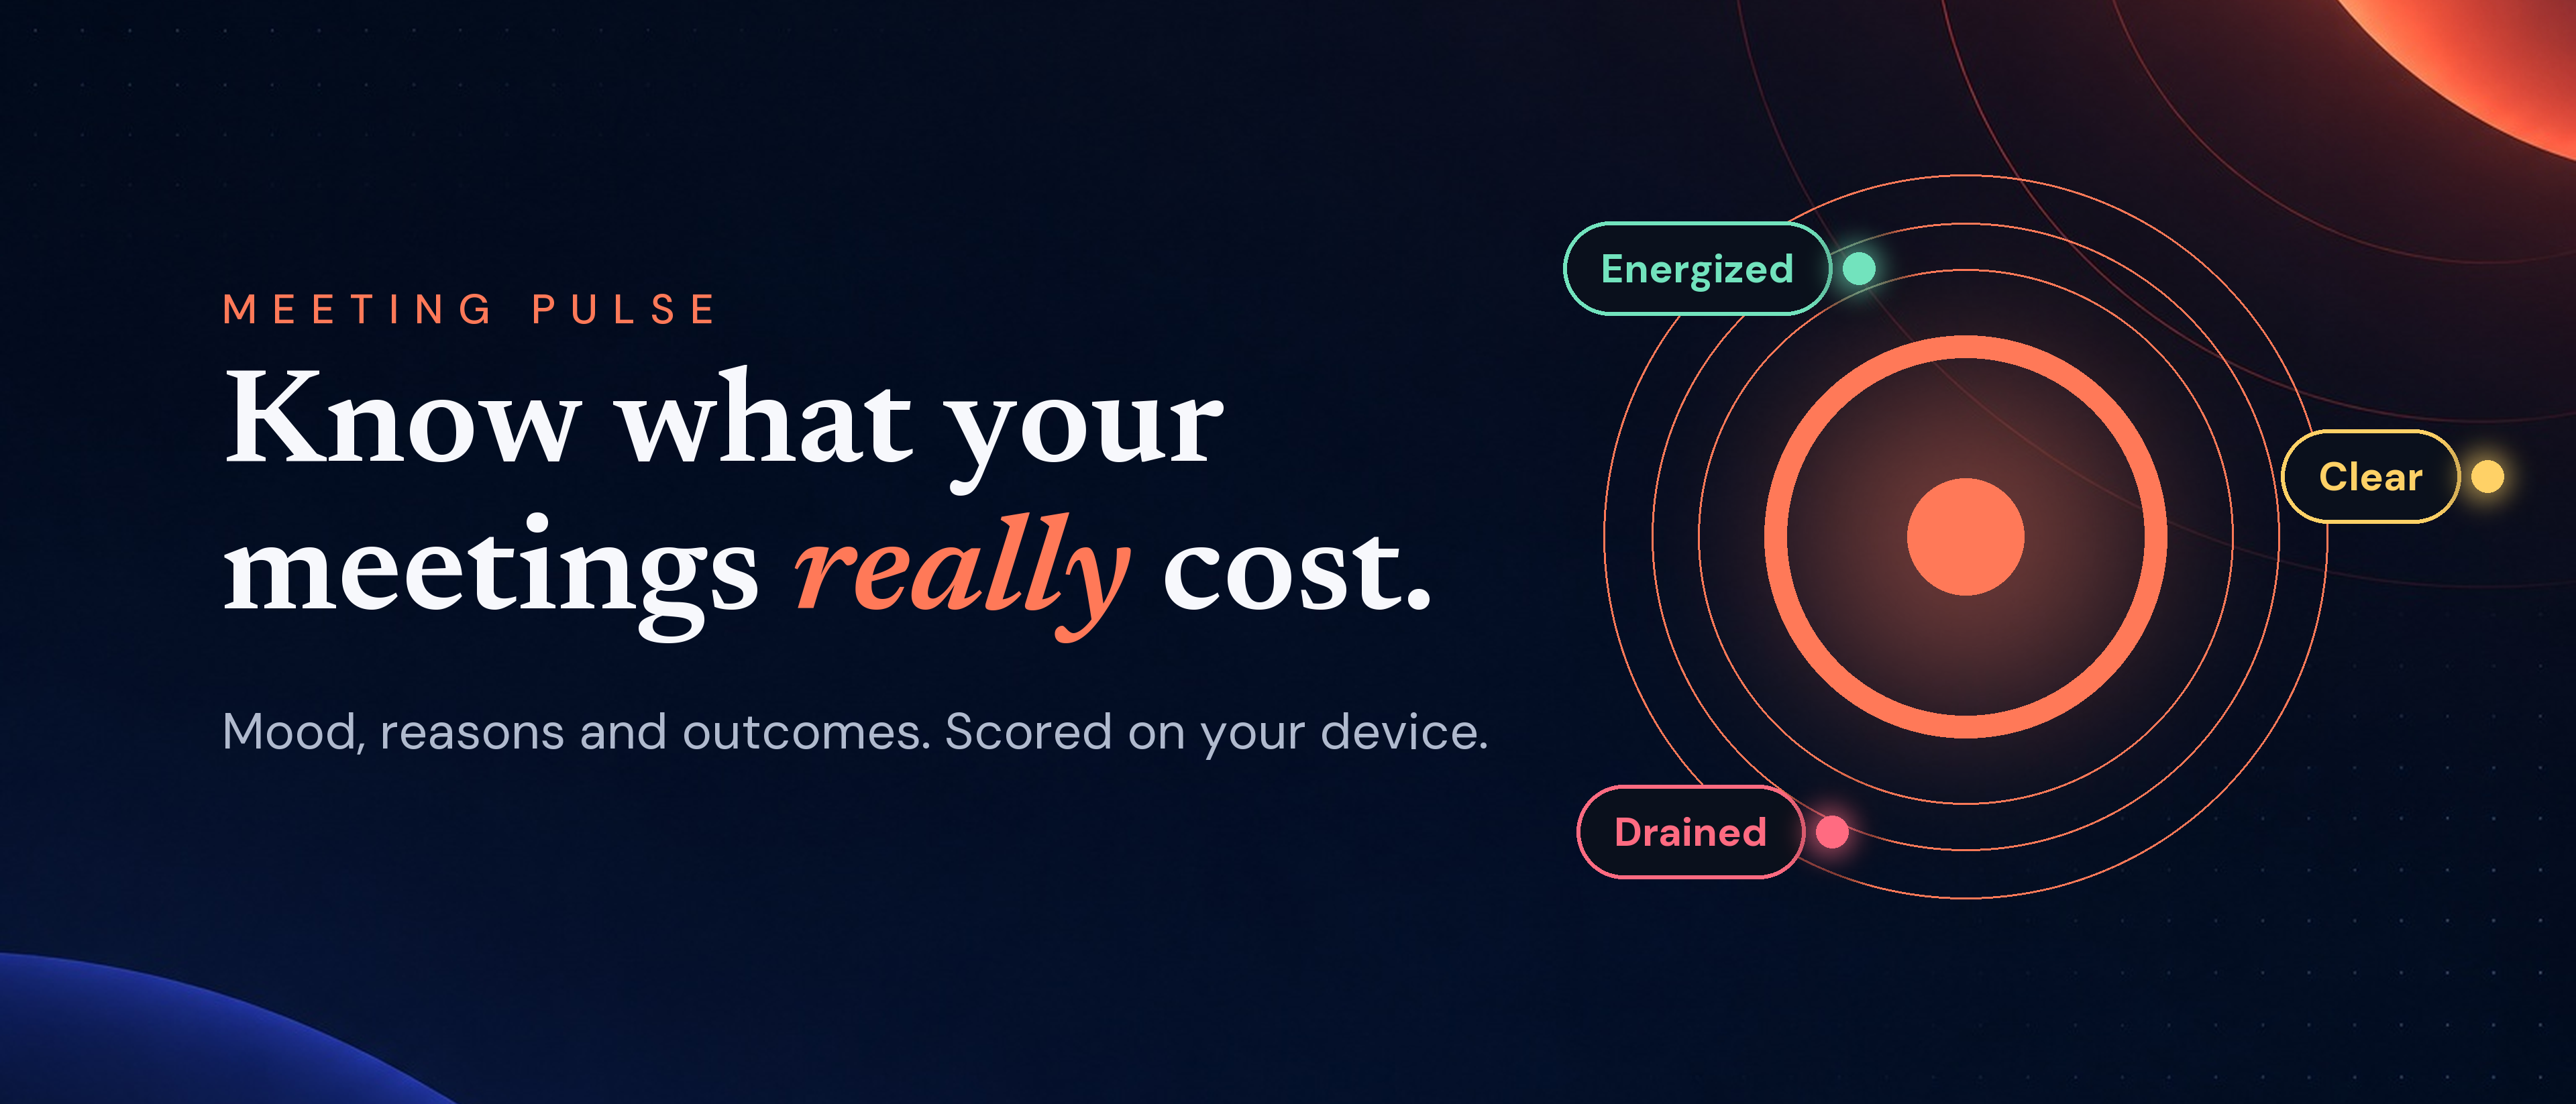 MEETING PULSE
Know what your
meetings really cost.
Mood, reasons and outcomes. Scored on your device.
Energized
Clear
Drained